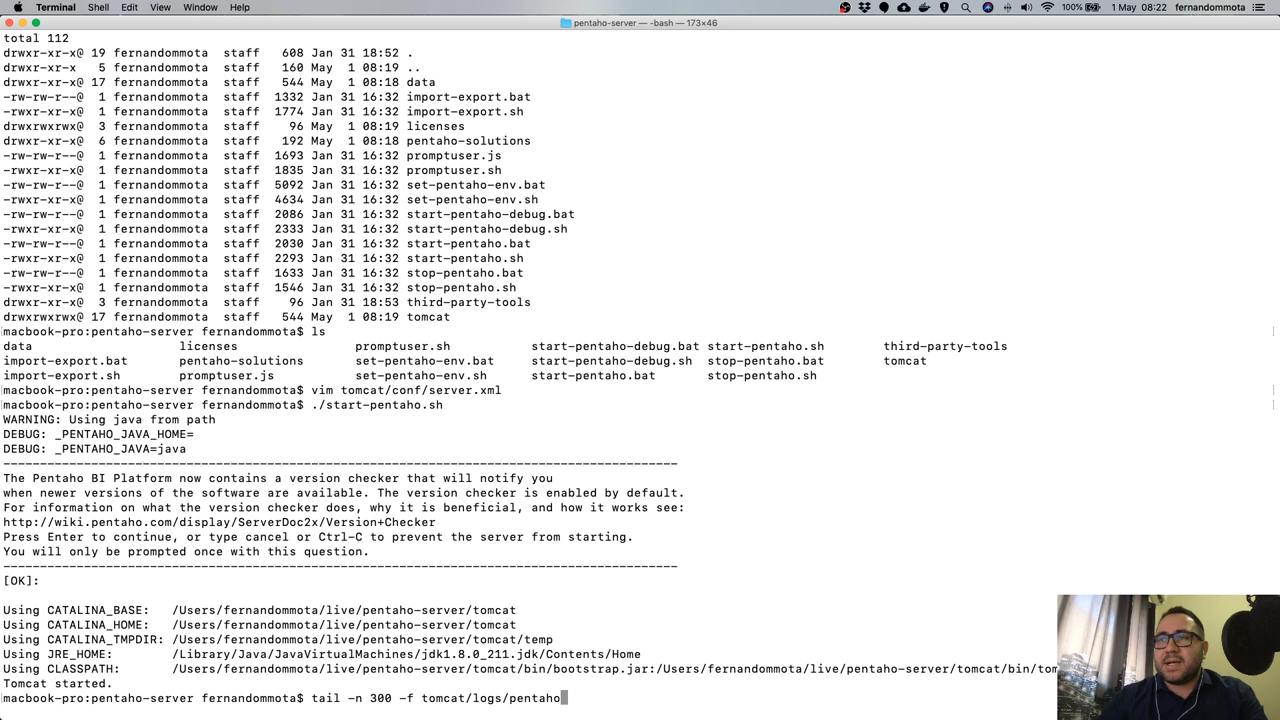 Terminal Shell Edit View Window Help 100% 1 May 08:22 fernandommota
pentaho-server — -bash — 173×46
total 112
drwxr-xr-x@ 19 fernandommota staff 608 Jan 31 18:52 .
drwxr-xr-x 5 fernandommota staff 160 May 1 08:19 ..
drwxr-xr-x@ 17 fernandommota staff 544 May 1 08:18 data
-rw-rw-r--@ 1 fernandommota staff 1332 Jan 31 16:32 import-export.bat
-rwxr-xr-x@ 1 fernandommota staff 1774 Jan 31 16:32 import-export.sh
drwxrwxrwx@ 3 fernandommota staff 96 May 1 08:19 licenses
drwxr-xr-x@ 6 fernandommota staff 192 May 1 08:18 pentaho-solutions
-rw-rw-r--@ 1 fernandommota staff 1693 Jan 31 16:32 promptuser.js
-rwxr-xr-x@ 1 fernandommota staff 1835 Jan 31 16:32 promptuser.sh
-rw-rw-r--@ 1 fernandommota staff 5092 Jan 31 16:32 set-pentaho-env.bat
-rwxr-xr-x@ 1 fernandommota staff 4634 Jan 31 16:32 set-pentaho-env.sh
-rw-rw-r--@ 1 fernandommota staff 2086 Jan 31 16:32 start-pentaho-debug.bat
-rwxr-xr-x@ 1 fernandommota staff 2333 Jan 31 16:32 start-pentaho-debug.sh
-rw-rw-r--@ 1 fernandommota staff 2030 Jan 31 16:32 start-pentaho.bat
-rwxr-xr-x@ 1 fernandommota staff 2293 Jan 31 16:32 start-pentaho.sh
-rw-rw-r--@ 1 fernandommota staff 1633 Jan 31 16:32 stop-pentaho.bat
-rwxr-xr-x@ 1 fernandommota staff 1546 Jan 31 16:32 stop-pentaho.sh
drwxr-xr-x@ 3 fernandommota staff 96 Jan 31 18:53 third-party-tools
drwxrwxrwx@ 17 fernandommota staff 544 May 1 08:19 tomcat
macbook-pro:pentaho-server fernandommota$ ls
data licenses promptuser.sh start-pentaho-debug.bat start-pentaho.sh third-party-tools
import-export.bat pentaho-solutions set-pentaho-env.bat start-pentaho-debug.sh stop-pentaho.bat tomcat
import-export.sh promptuser.js set-pentaho-env.sh start-pentaho.bat stop-pentaho.sh
macbook-pro:pentaho-server fernandommota$ vim tomcat/conf/server.xml
macbook-pro:pentaho-server fernandommota$ ./start-pentaho.sh
WARNING: Using java from path
DEBUG: _PENTAHO_JAVA_HOME=
DEBUG: _PENTAHO_JAVA=java
--------------------------------------------------------------------------------------------
The Pentaho BI Platform now contains a version checker that will notify you
when newer versions of the software are available. The version checker is enabled by default.
For information on what the version checker does, why it is beneficial, and how it works see:
http://wiki.pentaho.com/display/ServerDoc2x/Version+Checker
Press Enter to continue, or type cancel or Ctrl-C to prevent the server from starting.
You will only be prompted once with this question.
--------------------------------------------------------------------------------------------
[OK]:
Using CATALINA_BASE: /Users/fernandommota/live/pentaho-server/tomcat
Using CATALINA_HOME: /Users/fernandommota/live/pentaho-server/tomcat
Using CATALINA_TMPDIR: /Users/fernandommota/live/pentaho-server/tomcat/temp
Using JRE_HOME: /Library/Java/JavaVirtualMachines/jdk1.8.0_211.jdk/Contents/Home
Using CLASSPATH: /Users/fernandommota/live/pentaho-server/tomcat/bin/bootstrap.jar:/Users/fernandommota/live/pentaho-server/tomcat/bin/tom
Tomcat started.
macbook-pro:pentaho-server fernandommota$ tail -n 300 -f tomcat/logs/pentaho